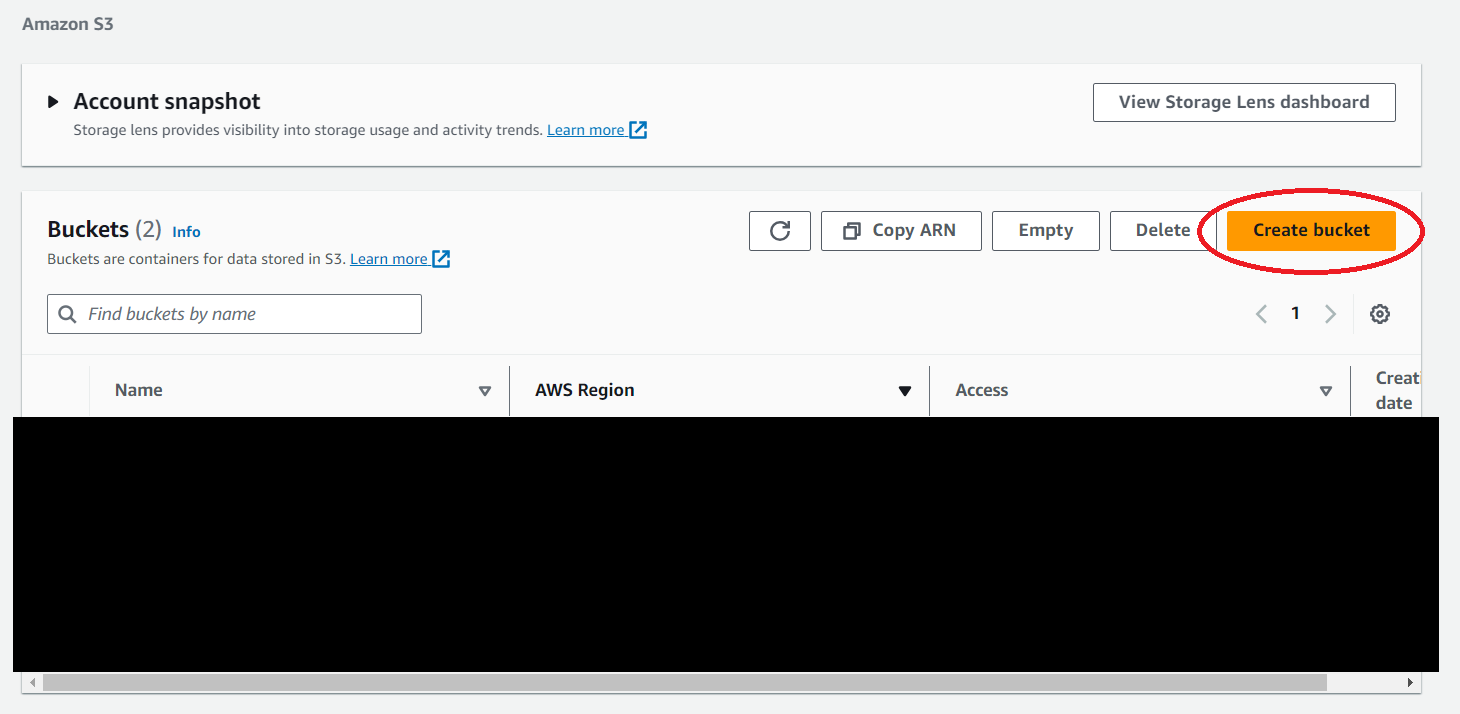 Amazon S3
Account snapshot
View Storage Lens dashboard
Storage lens provides visibility into storage usage and activity trends. Learn more
Buckets (2) Info
Copy ARN
Empty
Delete
Create bucket
Buckets are containers for data stored in S3. Learn more
Find buckets by name
1
Name
AWS Region
Access
Creati
date